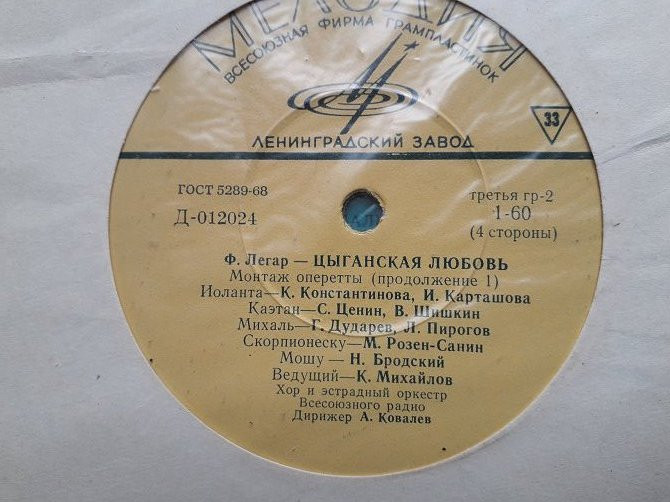 МЕЛОДИЯ
ВСЕСОЮЗНАЯ ФИРМА ГРАМПЛАСТИНОК
33
ЛЕНИНГРАДСКИЙ ЗАВОД
ГОСТ 5289-68
третья гр-2
Д-012024
1-60
(4 стороны)
Ф. Легар — ЦЫГАНСКАЯ ЛЮБОВЬ
Монтаж оперетты (продолжение 1)
Иоланта—К. Константинова, И. Карташова
Каэтан— С. Ценин, В. Шишкин
Михаль—Г. Дударев, Л. Пирогов
Скорпионеску—М. Розен-Санин
Мошу — Н. Бродский
Ведущий—К. Михайлов
Хор и эстрадный оркестр
Всесоюзного радио
Дирижер А. Ковалев